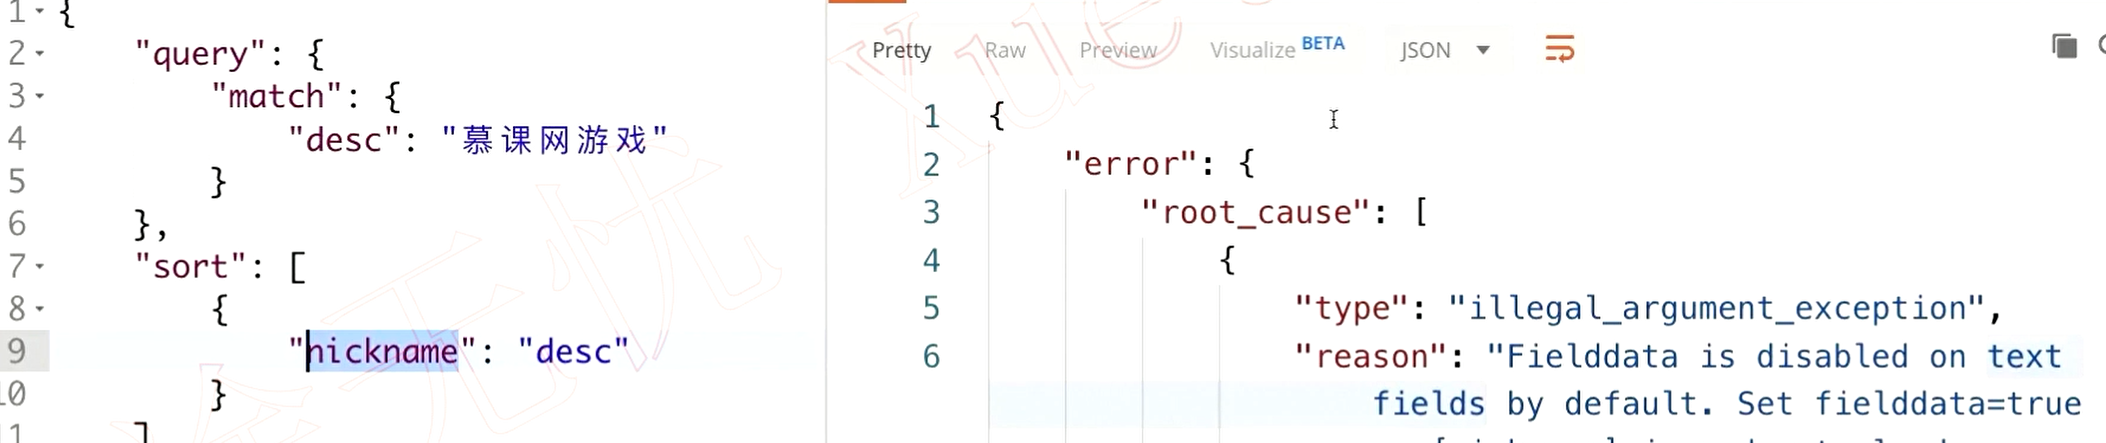 1 {
2 "query": {
3 "match": {
4 "desc": "慕课网游戏"
5 }
6 },
7 "sort": [
8 {
9 "nickname": "desc"
10 }
11 ]
Pretty Raw Preview Visualize BETA JSON
1 {
2 "error": {
3 "root_cause": [
4 {
5 "type": "illegal_argument_exception",
6 "reason": "Fielddata is disabled on text
fields by default. Set fielddata=true